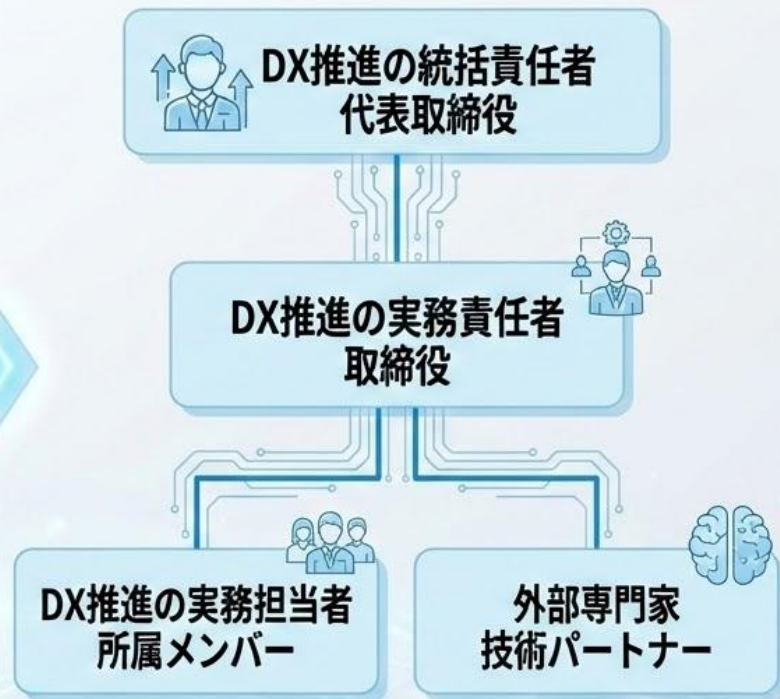 DX推進の統括責任者
代表取締役
DX推進の実務責任者
取締役
DX推進の実務担当者
所属メンバー
外部専門家
技術パートナー